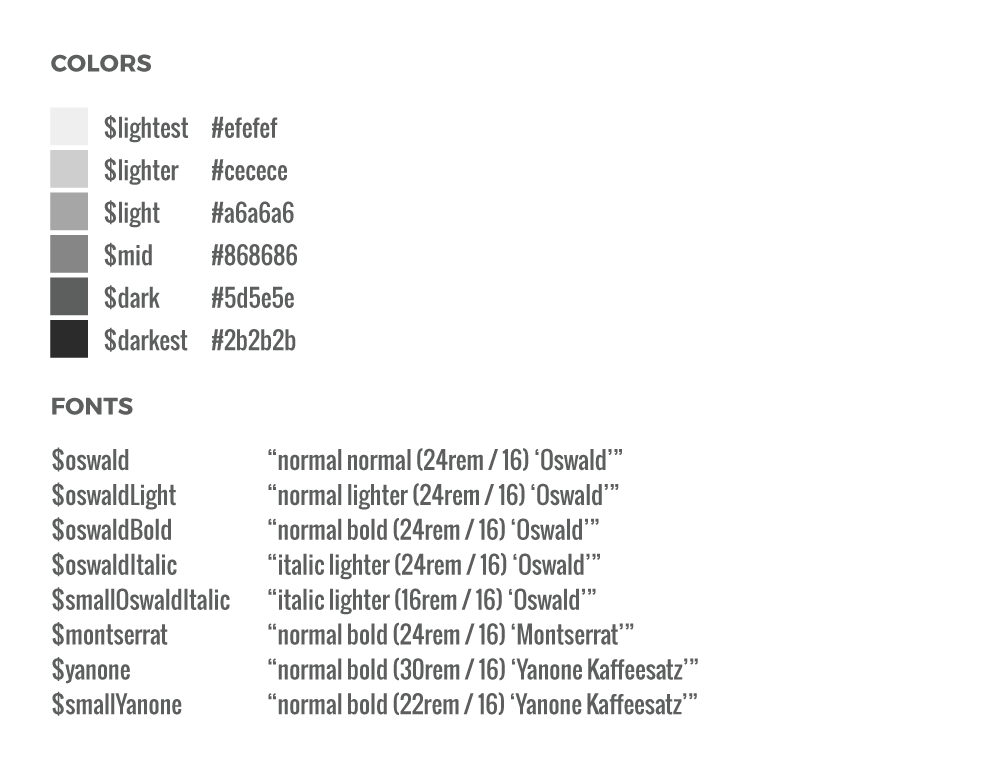 COLORS
$lightest #efefef
$lighter #cecece
$light #a6a6a6
$mid #868686
$dark #5d5e5e
$darkest #2b2b2b
FONTS
$oswald “normal normal (24rem / 16) ‘Oswald’”
$oswaldLight “normal lighter (24rem / 16) ‘Oswald’”
$oswaldBold “normal bold (24rem / 16) ‘Oswald’”
$oswaldItalic “italic lighter (24rem / 16) ‘Oswald’”
$smallOswaldItalic “italic lighter (16rem / 16) ‘Oswald’”
$montserrat “normal bold (24rem / 16) ‘Montserrat’”
$yanone “normal bold (30rem / 16) ‘Yanone Kaffeesatz’”
$smallYanone “normal bold (22rem / 16) ‘Yanone Kaffeesatz’”